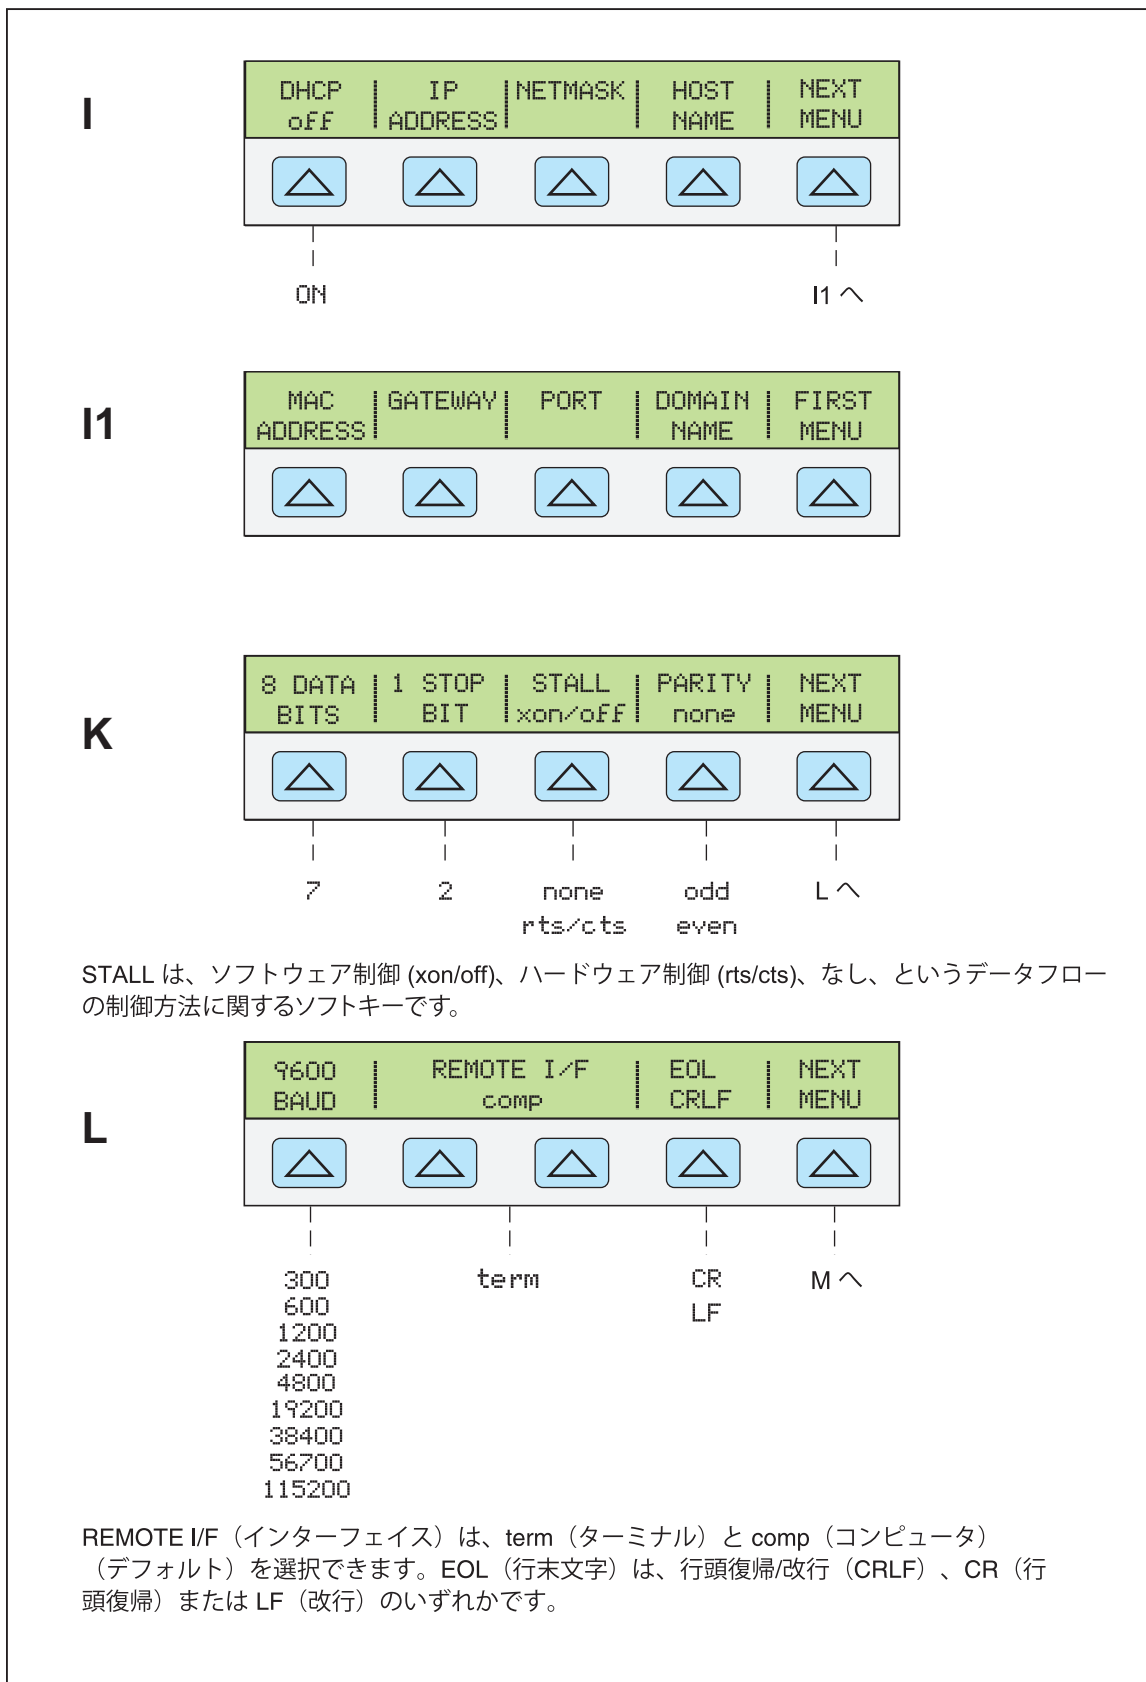 I
DHCP IP NETMASK HOST NEXT
off ADDRESS NAME MENU
ON I1 へ
I1
MAC GATEWAY PORT DOMAIN FIRST
ADDRESS NAME MENU
K
8 DATA 1 STOP STALL PARITY NEXT
BITS BIT xon/off none MENU
7 2 none odd L へ
rts/cts even
STALL は、ソフトウェア制御 (xon/off)、ハードウェア制御 (rts/cts)、なし、というデータフロー
の制御方法に関するソフトキーです。
L
9600 REMOTE I/F EOL NEXT
BAUD comp CRLF MENU
300 term CR M へ
600 LF
1200
2400
4800
19200
38400
56700
115200
REMOTE I/F（インターフェイス）は、term（ターミナル）と comp（コンピュータ）
（デフォルト）を選択できます。EOL（行末文字）は、行頭復帰/改行（CRLF）、CR（行
頭復帰）または LF（改行）のいずれかです。